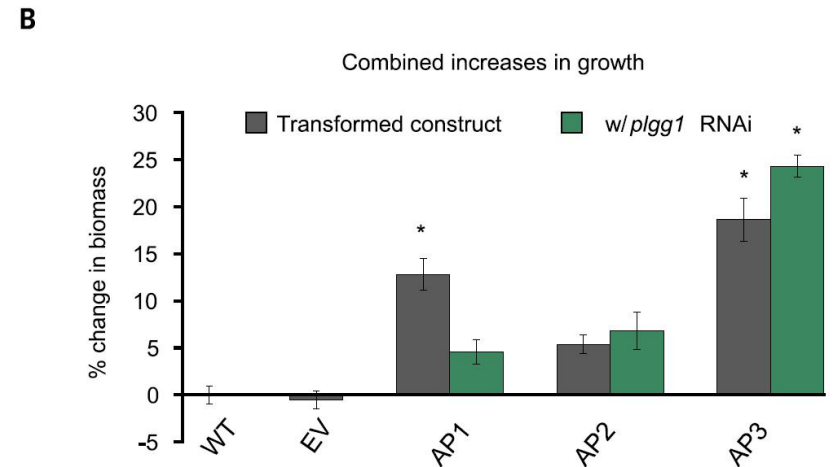 B
Combined increases in growth
Transformed construct
w/ plgg1 RNAi
% change in biomass
30
25
20
15
10
5
0
-5
*
*
*
WT
EV
AP1
AP2
AP3